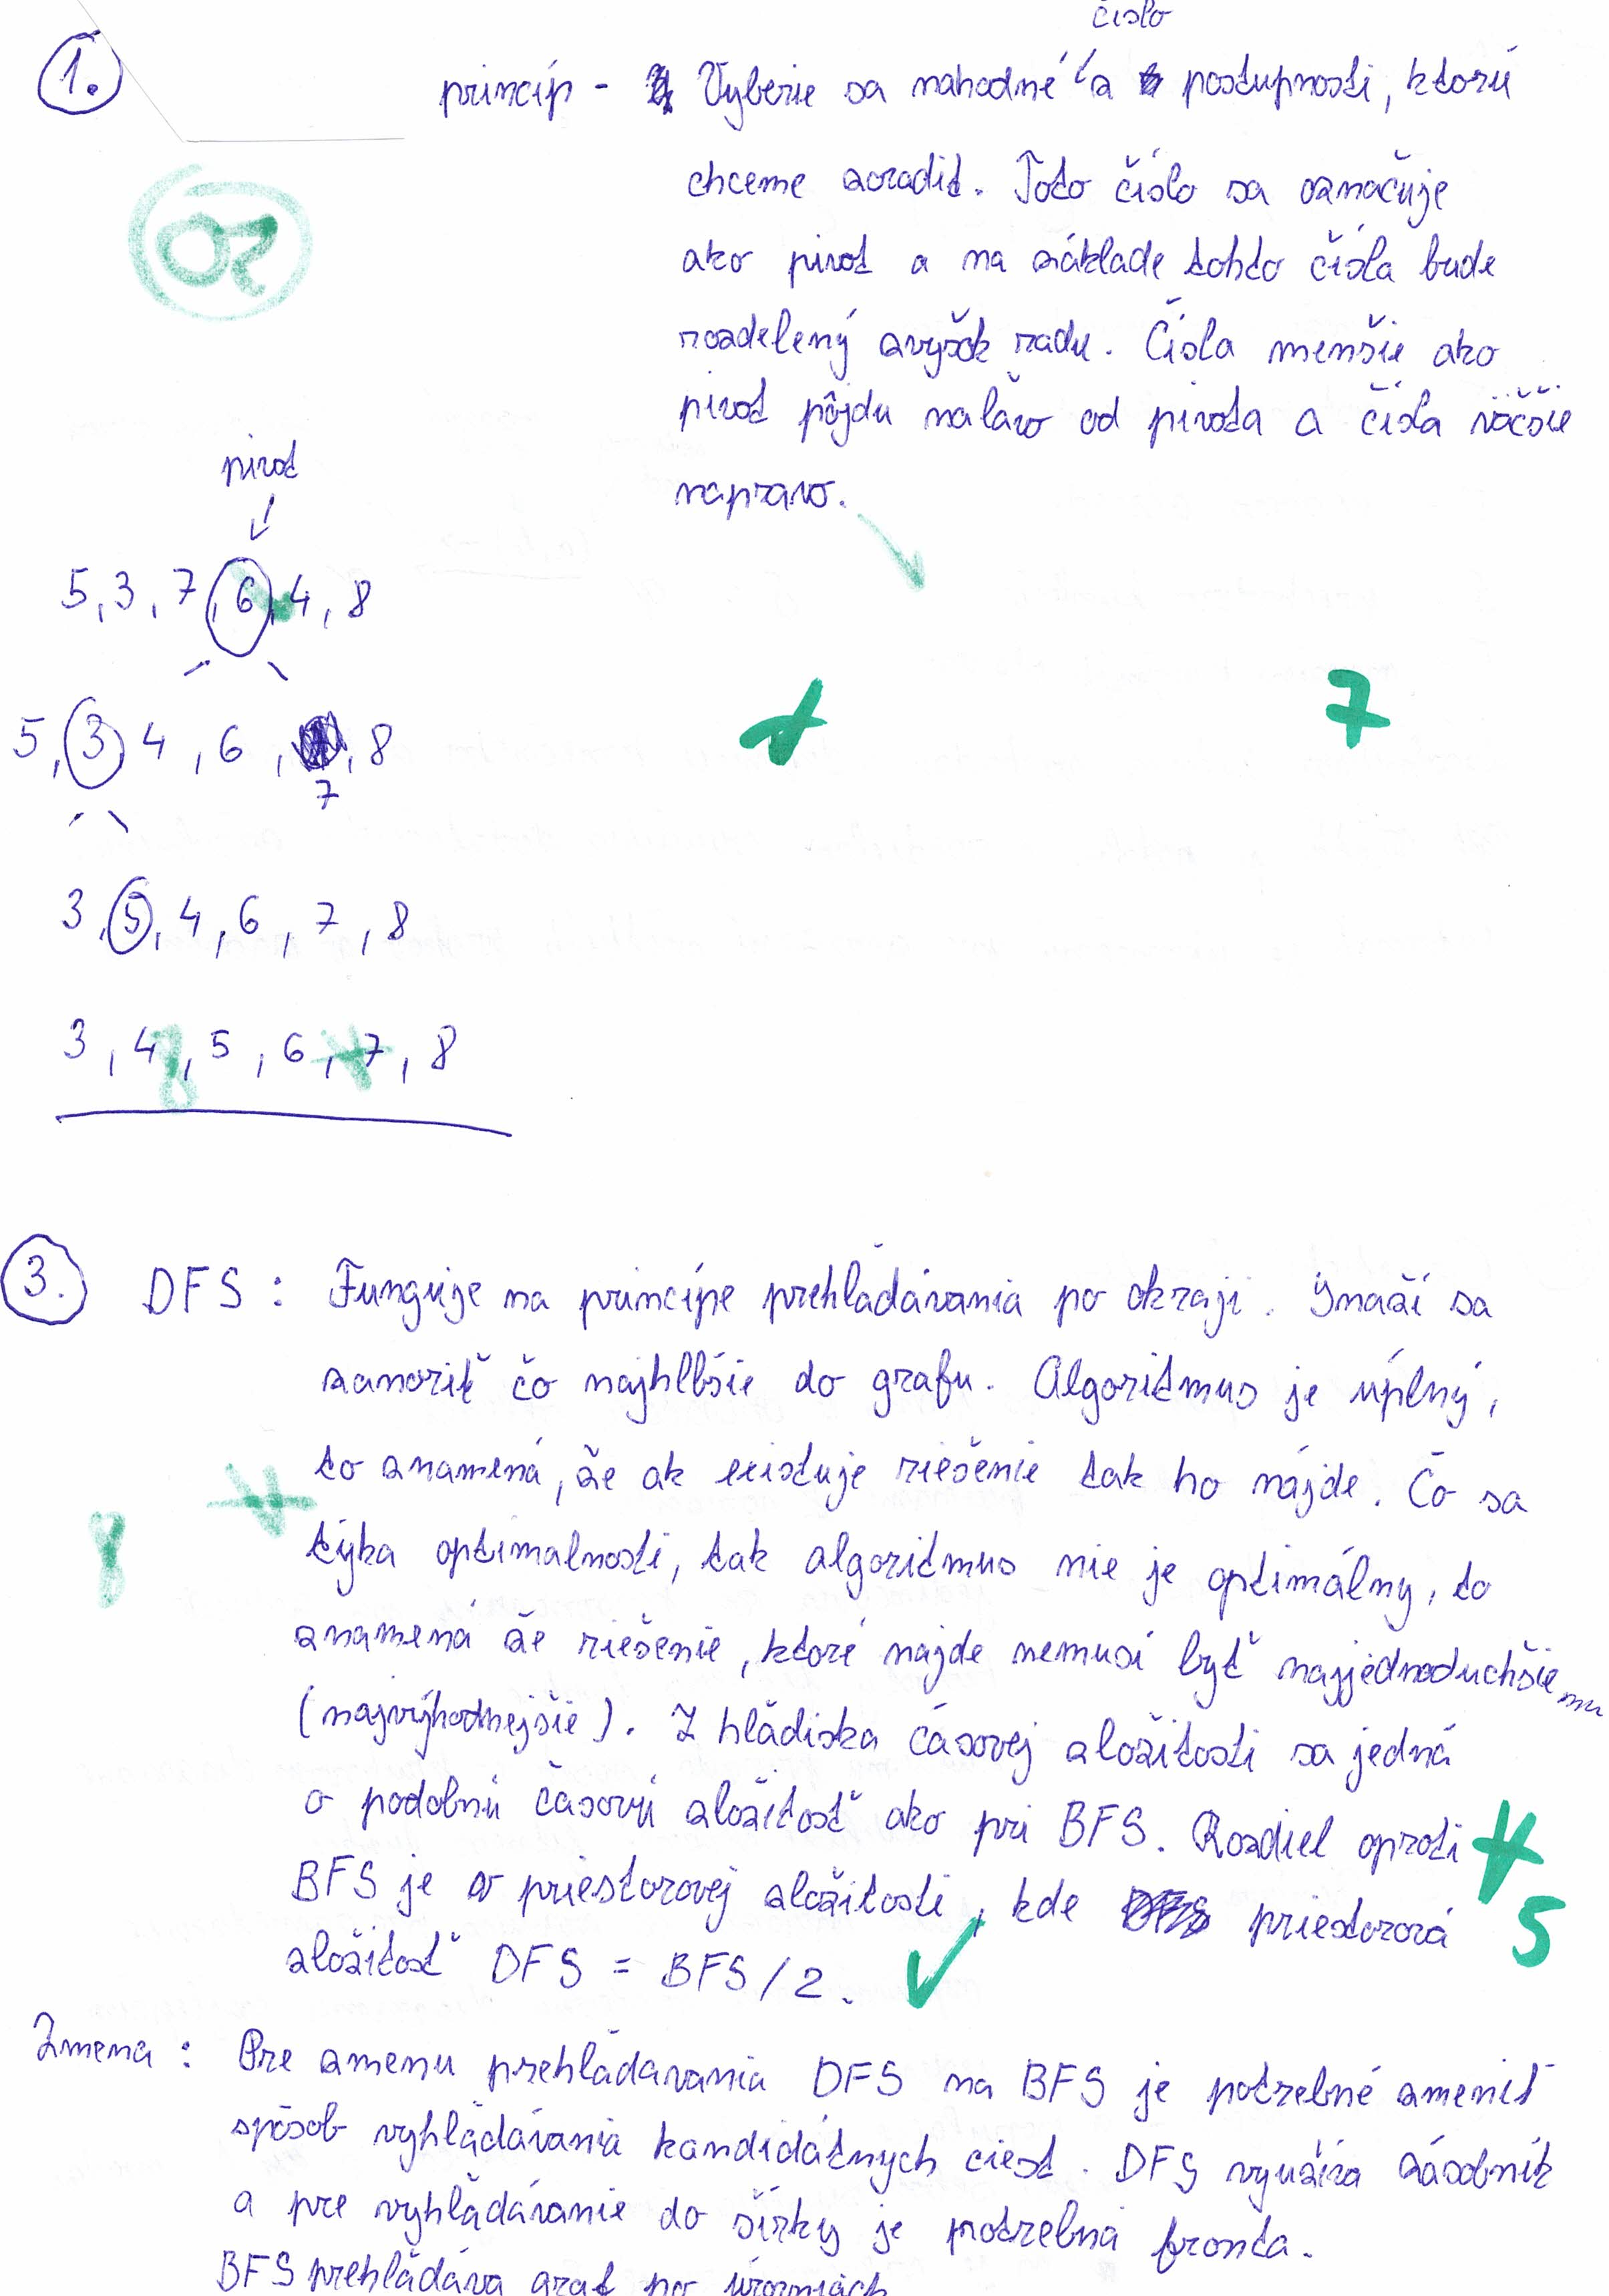 1.
číslo
princíp - Vyberie sa náhodné z postupnosti, ktorú
chceme zoradiť. Toto číslo sa označuje
ako pivot a na základe tohto čísla bude
rozdelený zvyšok radu. Čísla menšie ako
pivot pôjdu naľavo od pivota a čísla väčšie
napravo.
pivot
5, 3, 7, 6, 4, 8
7
5, 3 4, 6, , 8
7
3, 5, 4, 6, 7, 8
3, 4, 5, 6, 7, 8
3. DFS : Funguje na princípe prehľadávania po okraji. Snaží sa
zanoriť čo najhlbšie do grafu. Algoritmus je úplný,
to znamená, že ak existuje riešenie tak ho nájde. Čo sa
týka optimálnosti, tak algoritmus nie je optimálny, to
znamená že riešenie, ktoré nájde nemusí byť najjednoduchšie
(najvýhodnejšie). Z hľadiska časovej zložitosti sa jedná
o podobnú časovú zložitosť ako pri BFS. Rozdiel oproti
BFS je v priestorovej zložitosti, kde priestorová
5
zložitosť DFS = BFS / 2.
Zmena : Pre zmenu prehľadávania DFS na BFS je potrebné zmeniť
spôsob vyhľadávania kandidátnych ciest. DFS využíva zásobník
a pre vyhľadávanie do šírky je potrebná fronta.
BFS prehľadáva graf po úrovniach